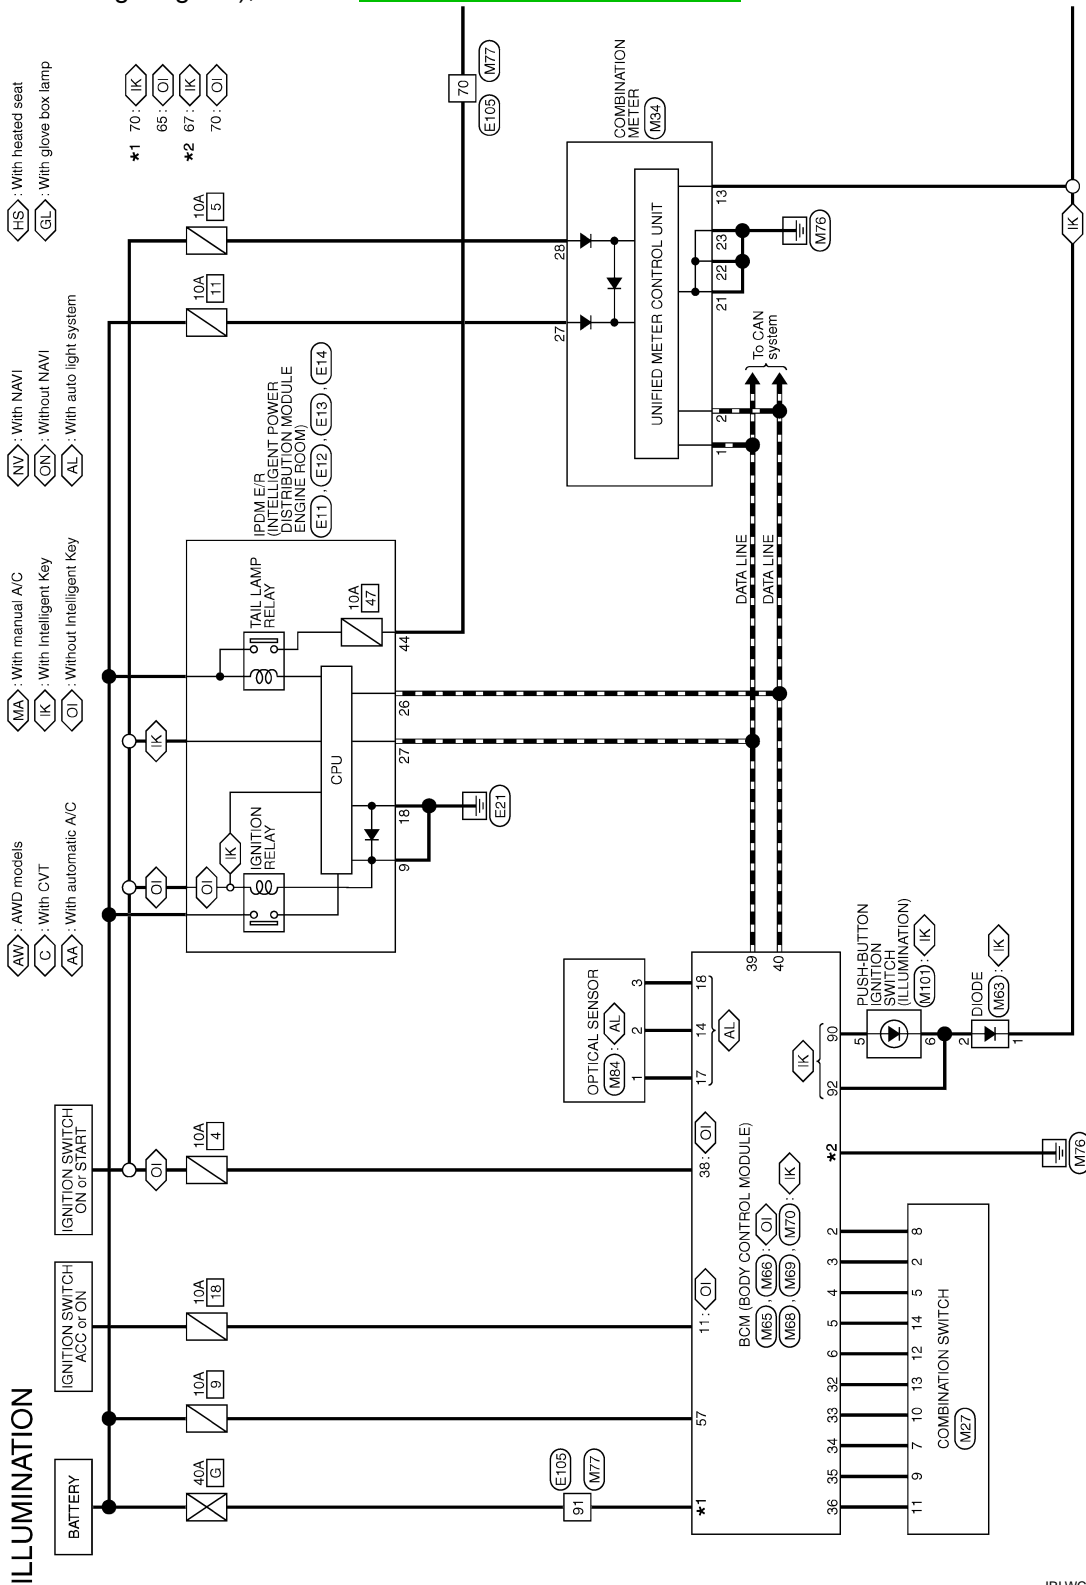 ILLUMINATION
BATTERY
IGNITION SWITCH
ACC or ON
IGNITION SWITCH
ON or START
AW : AWD models
C : With CVT
AA : With automatic A/C
MA : With manual A/C
IK : With Intelligent Key
OI : Without Intelligent Key
NV : With NAVI
ON : Without NAVI
AL : With auto light system
HS : With heated seat
GL : With glove box lamp
*1 70 : IK
65 : OI
*2 67 : IK
70 : OI
40A
G
10A
9
10A
18
10A
4
OI
OI
IK
10A
11
10A
5
OI
IK
IGNITION
RELAY
CPU
TAIL LAMP
RELAY
10A
47
IPDM E/R
(INTELLIGENT POWER
DISTRIBUTION MODULE
ENGINE ROOM)
E11 , E12 , E13 , E14
9
18
27
26
44
E21
70
E105
M77
91
E105
M77
27
28
COMBINATION
METER
M34
UNIFIED METER CONTROL UNIT
1
2
21
22
23
13
M76
To CAN
system
DATA LINE
DATA LINE
IK
OPTICAL SENSOR
M84 : AL
1
2
3
17
14
18
AL
39
40
*1
57
11 : OI
38 : OI
BCM (BODY CONTROL MODULE)
M65 , M66 : OI
M68 , M69 , M70 : IK
36
35
34
33
32
6
5
4
3
2
*2
92
90
IK
11
9
7
10
13
12
14
5
2
8
COMBINATION SWITCH
M27
M76
5
6
PUSH-BUTTON
IGNITION
SWITCH
(ILLUMINATION)
M101 : IK
2
1
DIODE
M63 : IK